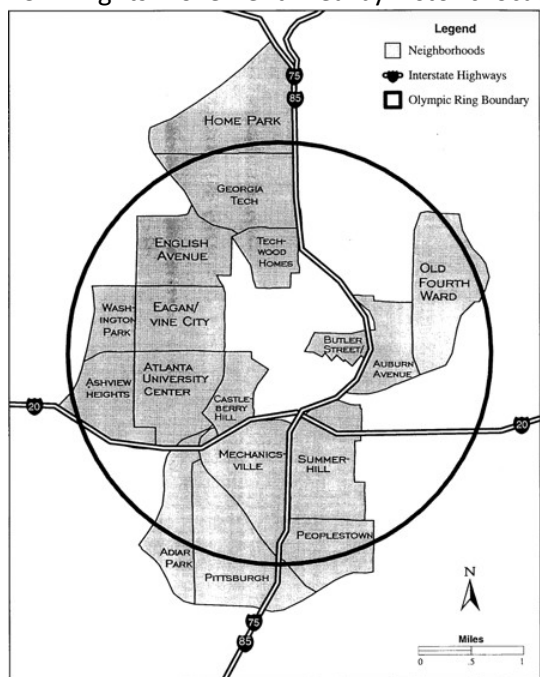 Legend
Neighborhoods
Interstate Highways
Olympic Ring Boundary
75
85
HOME PARK
GEORGIA
TECH
ENGLISH
AVENUE
TECH-
WOOD
HOMES
OLD
FOURTH
WARD
WASH-
INGTON
PARK
EAGAN/
VINE CITY
BUTLER
STREET/
AUBURN
AVENUE
ASHVIEW
HEIGHTS
ATLANTA
UNIVERSITY
CENTER
CASTLE-
BERRY
HILL
20
20
MECHANICS-
VILLE
SUMMER-
HILL
PEOPLESTOWN
ADIAR
PARK
PITTSBURGH
N
75
85
Miles
0 .5 1